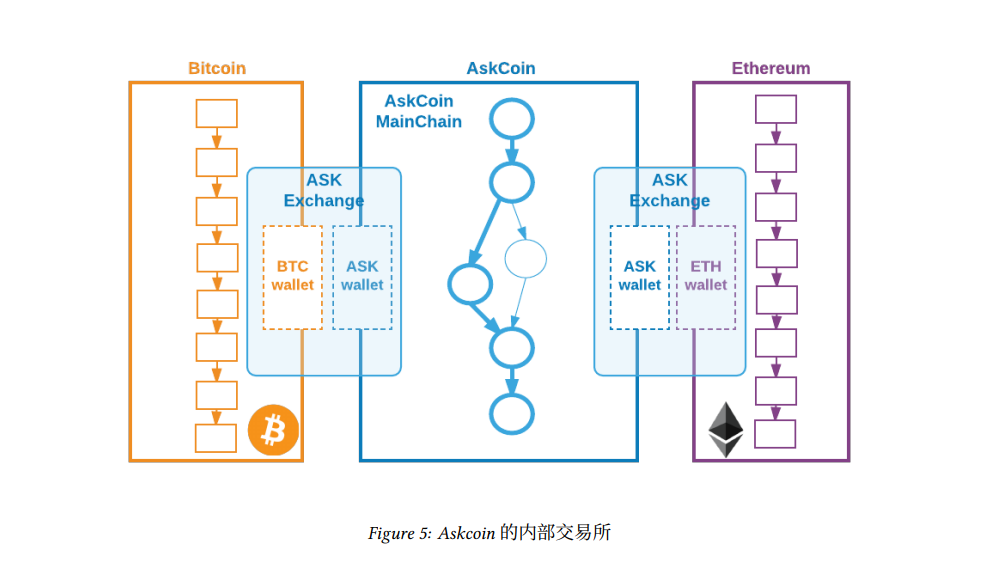 Bitcoin
AskCoin
Ethereum
AskCoin
MainChain
ASK
Exchange
BTC
wallet
ASK
wallet
ASK
Exchange
ASK
wallet
ETH
wallet
Figure 5: Askcoin 的内部交易所